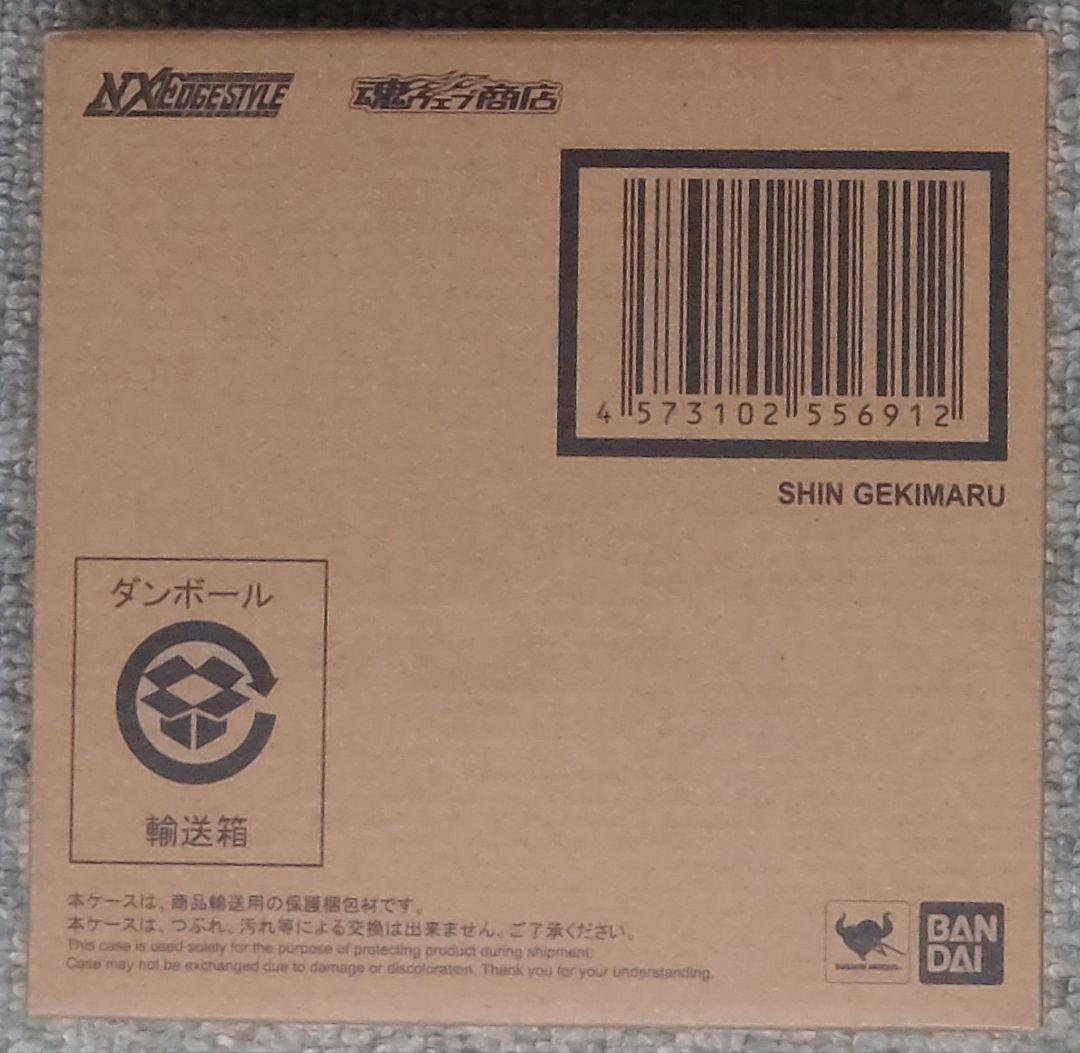 NXEDGE STYLE
魂ウェブ商店
4 573102 556912
SHIN GEKIMARU
ダンボール
輸送箱
本ケースは、商品輸送用の保護梱包材です。
本ケースは、つぶれ、汚れ等による交換は出来ません。ご了承ください。
This case is used solely for the purpose of protecting product during shipment.
Case may not be exchanged due to damage or discoloration. Thank you for your understanding.
BAN
DAI